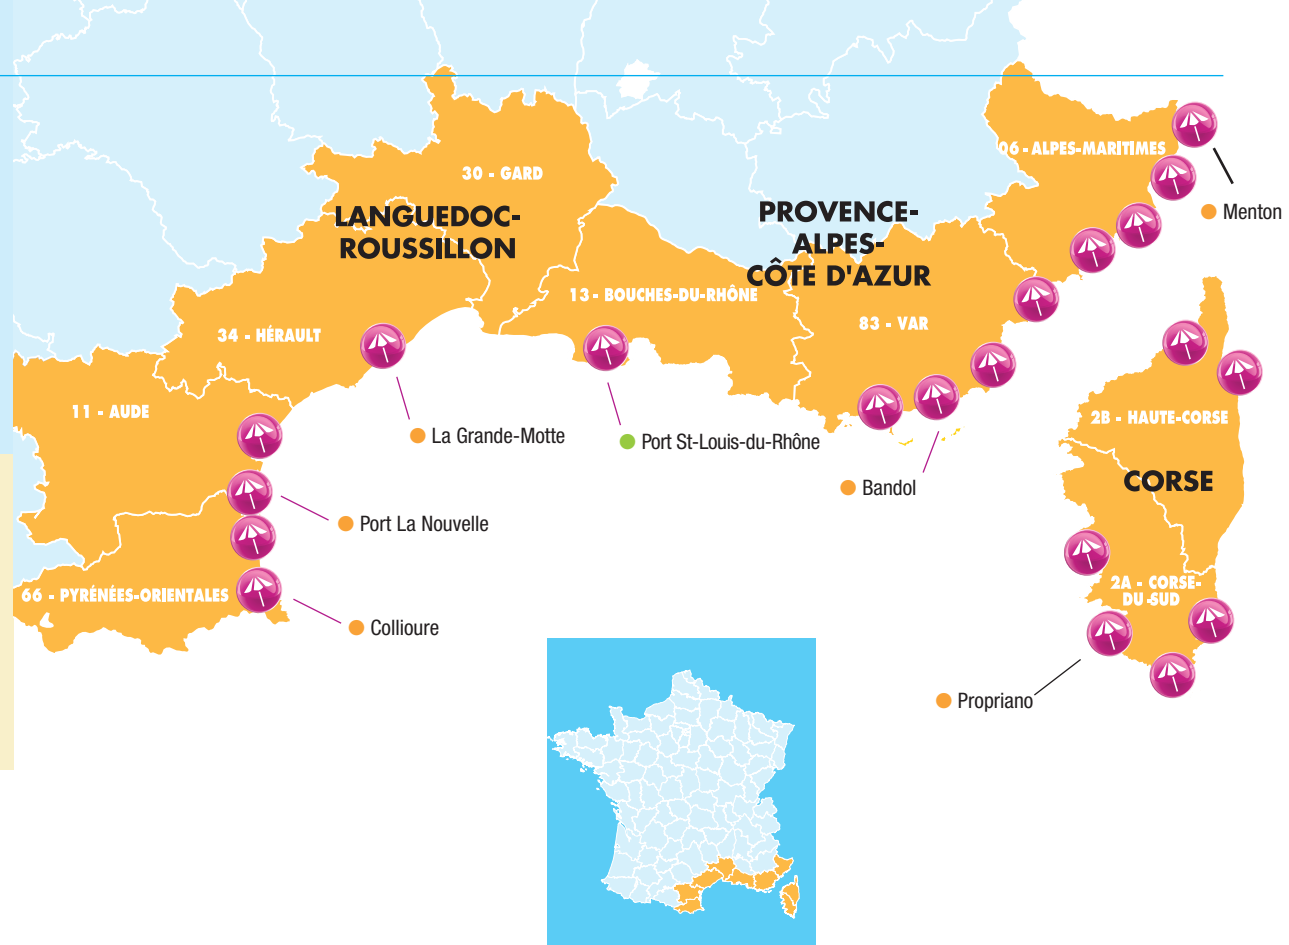 06 - ALPES-MARITIMES
30 - GARD
LANGUEDOC-
ROUSSILLON
PROVENCE-
ALPES-
CÔTE D'AZUR
Menton
13 - BOUCHES-DU-RHÔNE
83 - VAR
34 - HÉRAULT
11 - AUDE
2B - HAUTE-CORSE
La Grande-Motte
Port St-Louis-du-Rhône
Bandol
CORSE
Port La Nouvelle
66 - PYRÉNÉES-ORIENTALES
2A - CORSE-
DU-SUD
Collioure
Propriano